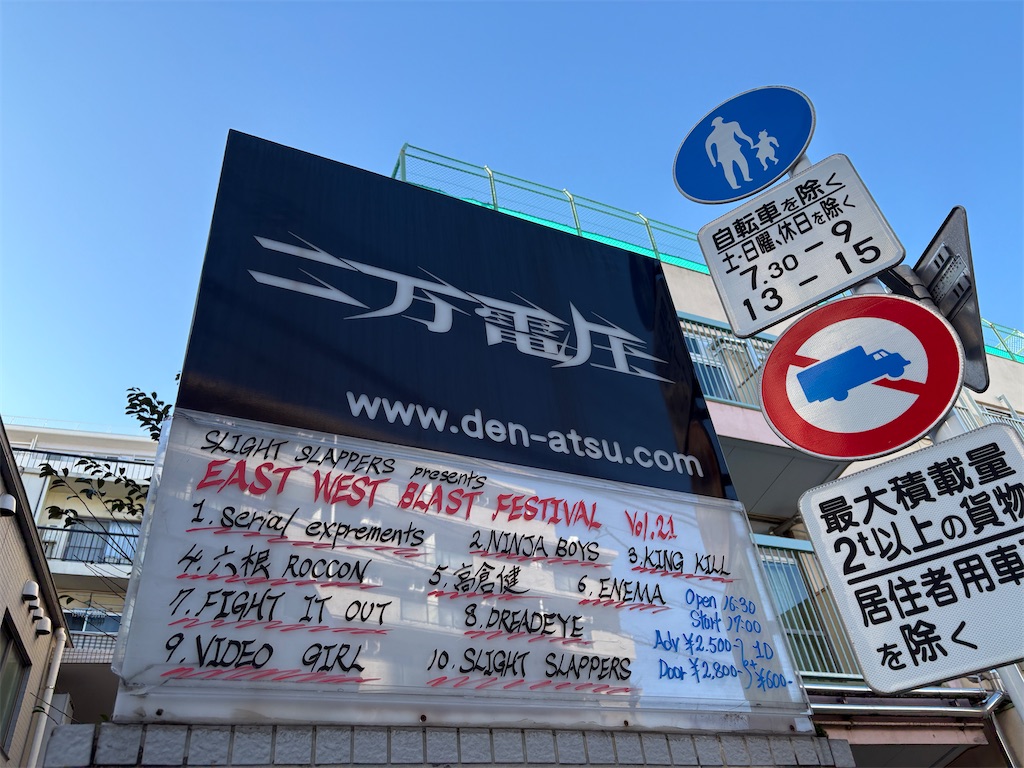 二万電圧
www.den-atsu.com
SLIGHT SLAPPERS presents
EAST WEST BLAST FESTIVAL Vol.21
1. serial exprements 2. NINJA BOYS 3. KING KILL
4. 六根 ROCCON 5.高倉健 6. ENEMA
7. FIGHT IT OUT 8. DREADEYE
9. VIDEO GIRL 10. SLIGHT SLAPPERS
Open 16:30
Start 17:00
Adv ¥2.500-
Door ¥2.800-
+1D
¥600-
自転車を除く
土・日曜、休日を除く
7.30-9
13-15
最大積載量
2t以上の貨物
居住者用車
を除く